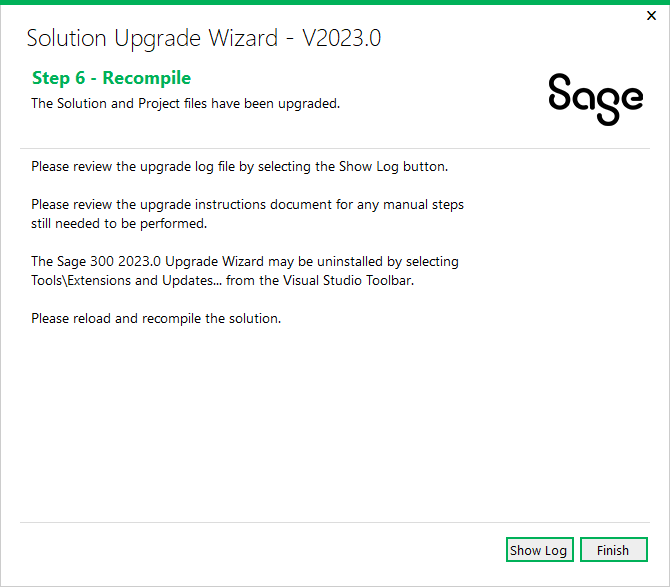 Solution Upgrade Wizard - V2023.0
Step 6 - Recompile
The Solution and Project files have been upgraded.
Sage
Please review the upgrade log file by selecting the Show Log button.
Please review the upgrade instructions document for any manual steps
still needed to be performed.
The Sage 300 2023.0 Upgrade Wizard may be uninstalled by selecting
Tools\Extensions and Updates... from the Visual Studio Toolbar.
Please reload and recompile the solution.
Show Log
Finish